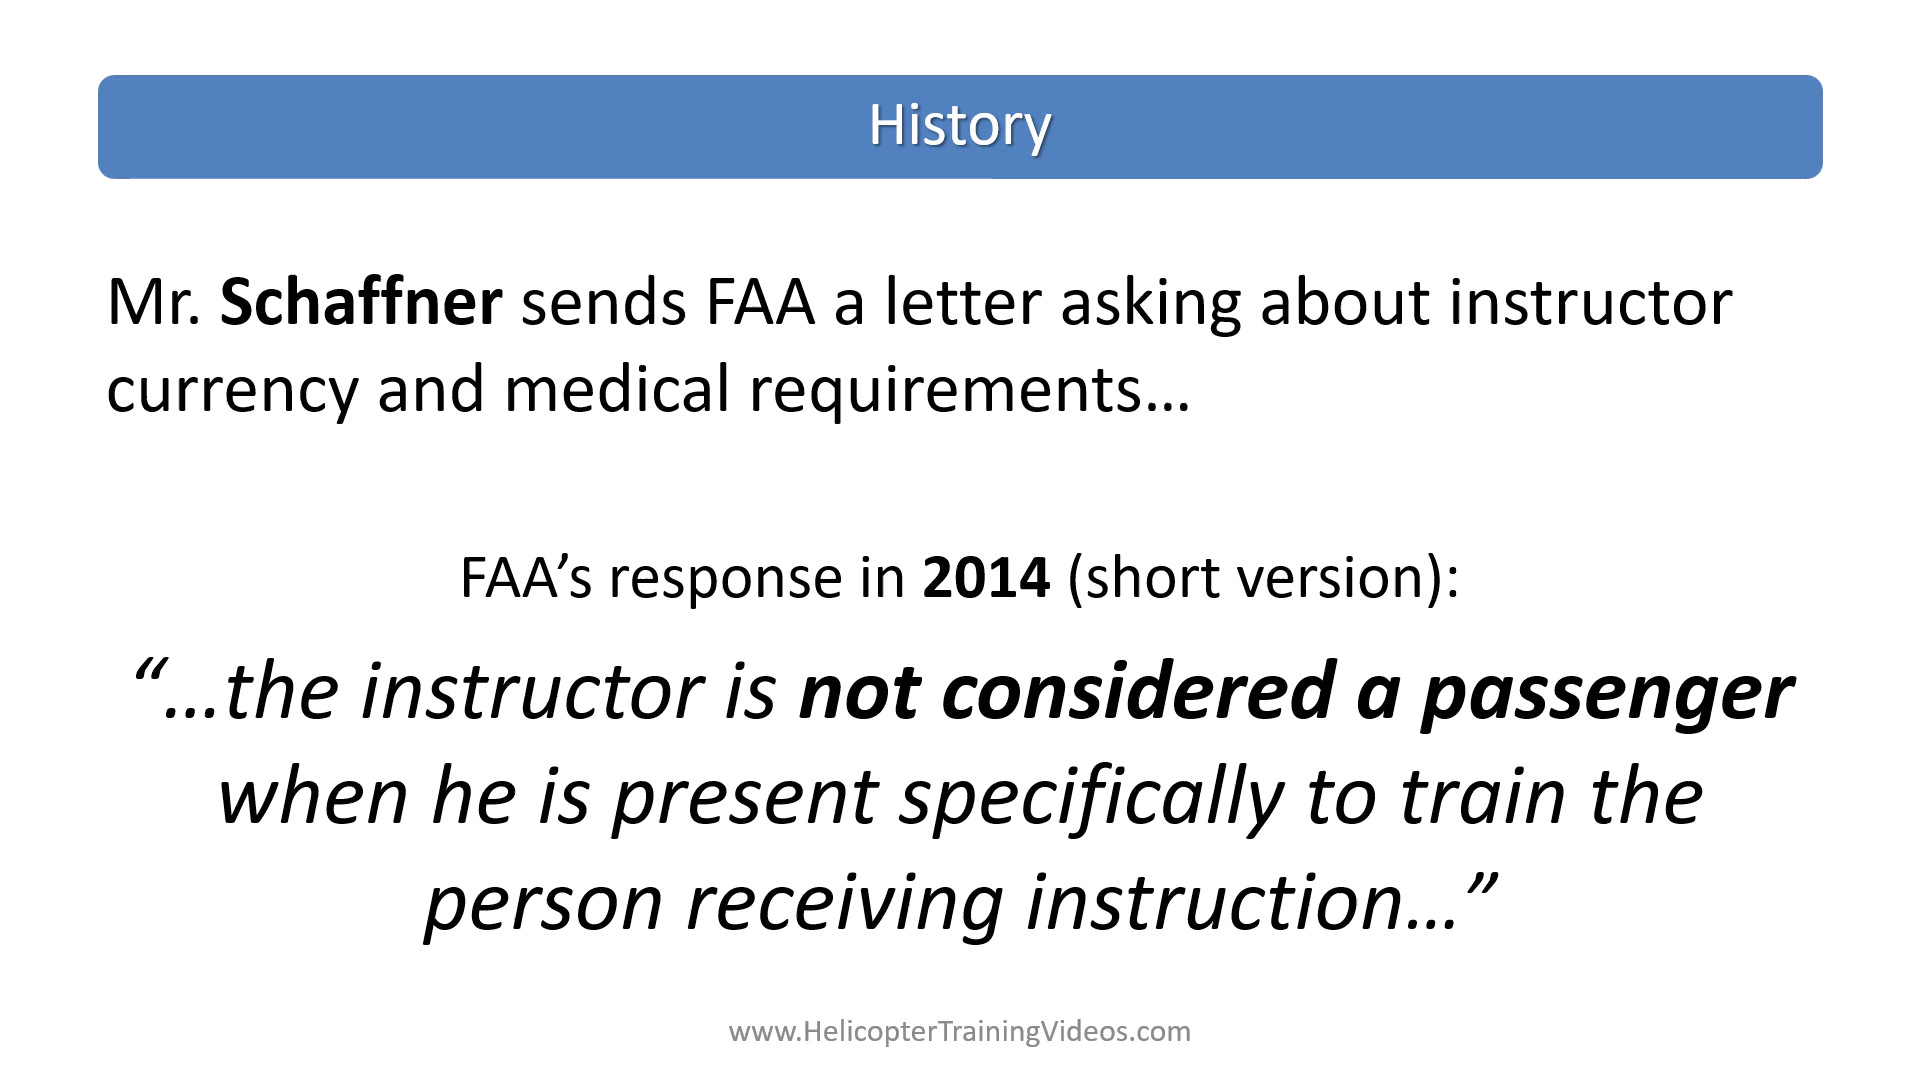 History
Mr. Schaffner sends FAA a letter asking about instructor
currency and medical requirements…
FAA’s response in 2014 (short version):
“…the instructor is not considered a passenger
when he is present specifically to train the
person receiving instruction…”
www.HelicopterTrainingVideos.com